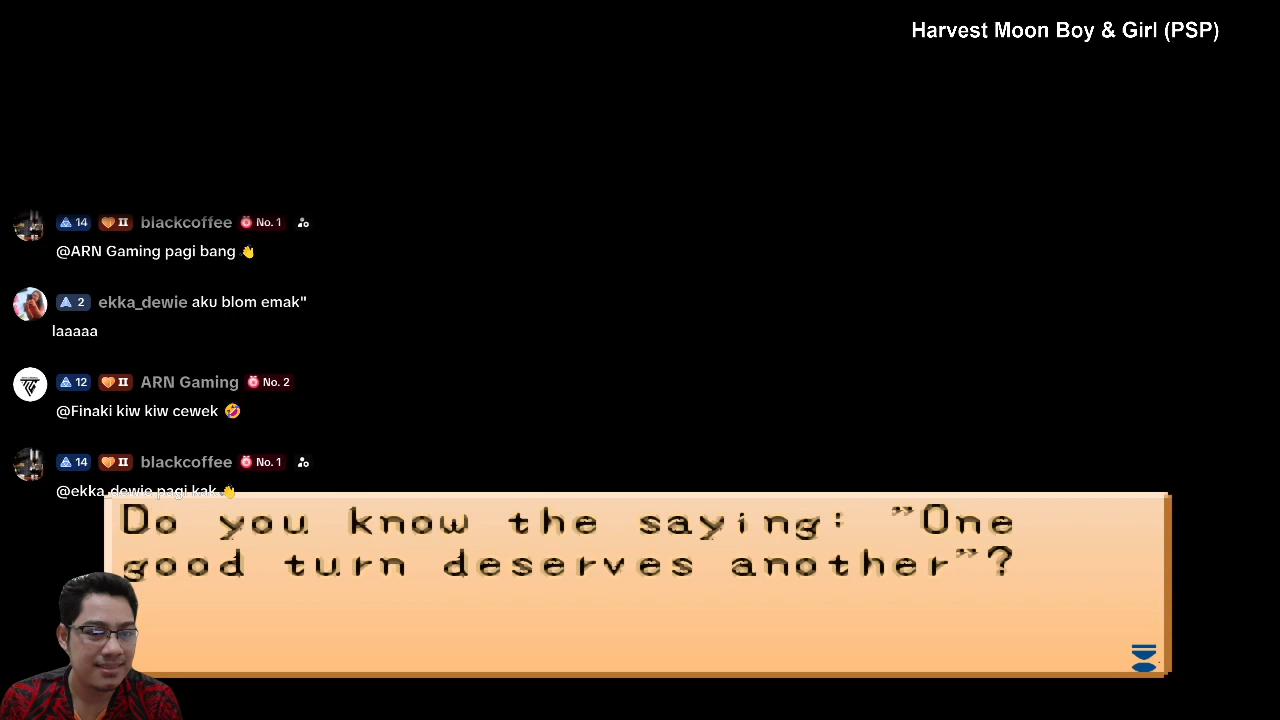 Harvest Moon Boy & Girl (PSP)
14 II blackcoffee No. 1
@ARN Gaming pagi bang 👋
2 ekka_dewie aku blom emak"
laaaaa
12 II ARN Gaming No. 2
@Finaki kiw kiw cewek 🤣
14 II blackcoffee No. 1
@ekka_dewie pagi kak 👋
Do you know the saying: "One
good turn deserves another"?